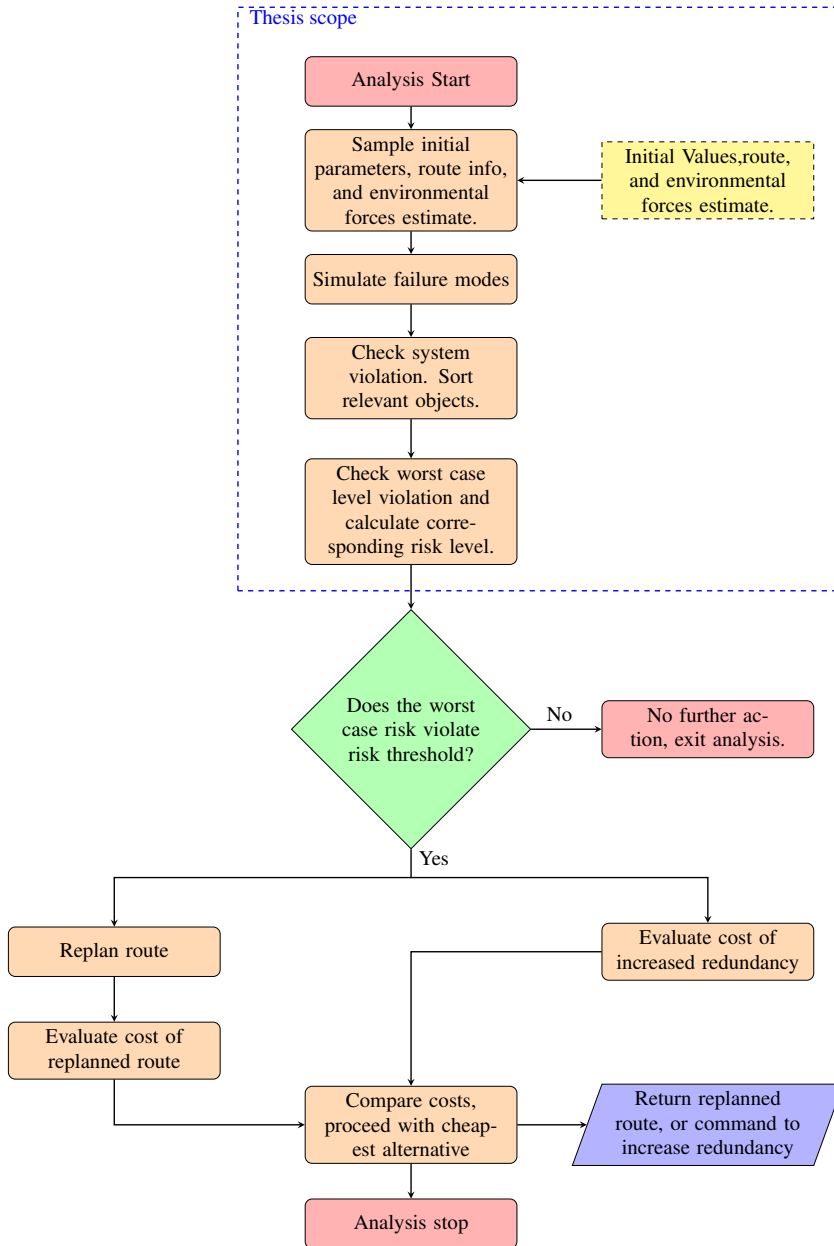 Thesis scope
Analysis Start
Sample initial
parameters, route info,
and environmental
forces estimate.
Initial Values,route,
and environmental
forces estimate.
Simulate failure modes
Check system
violation. Sort
relevant objects.
Check worst case
level violation and
calculate corre-
sponding risk level.
Does the worst
case risk violate
risk threshold?
No
No further ac-
tion, exit analysis.
Yes
Replan route
Evaluate cost of
increased redundancy
Evaluate cost of
replanned route
Compare costs,
proceed with cheap-
est alternative
Return replanned
route, or command to
increase redundancy
Analysis stop